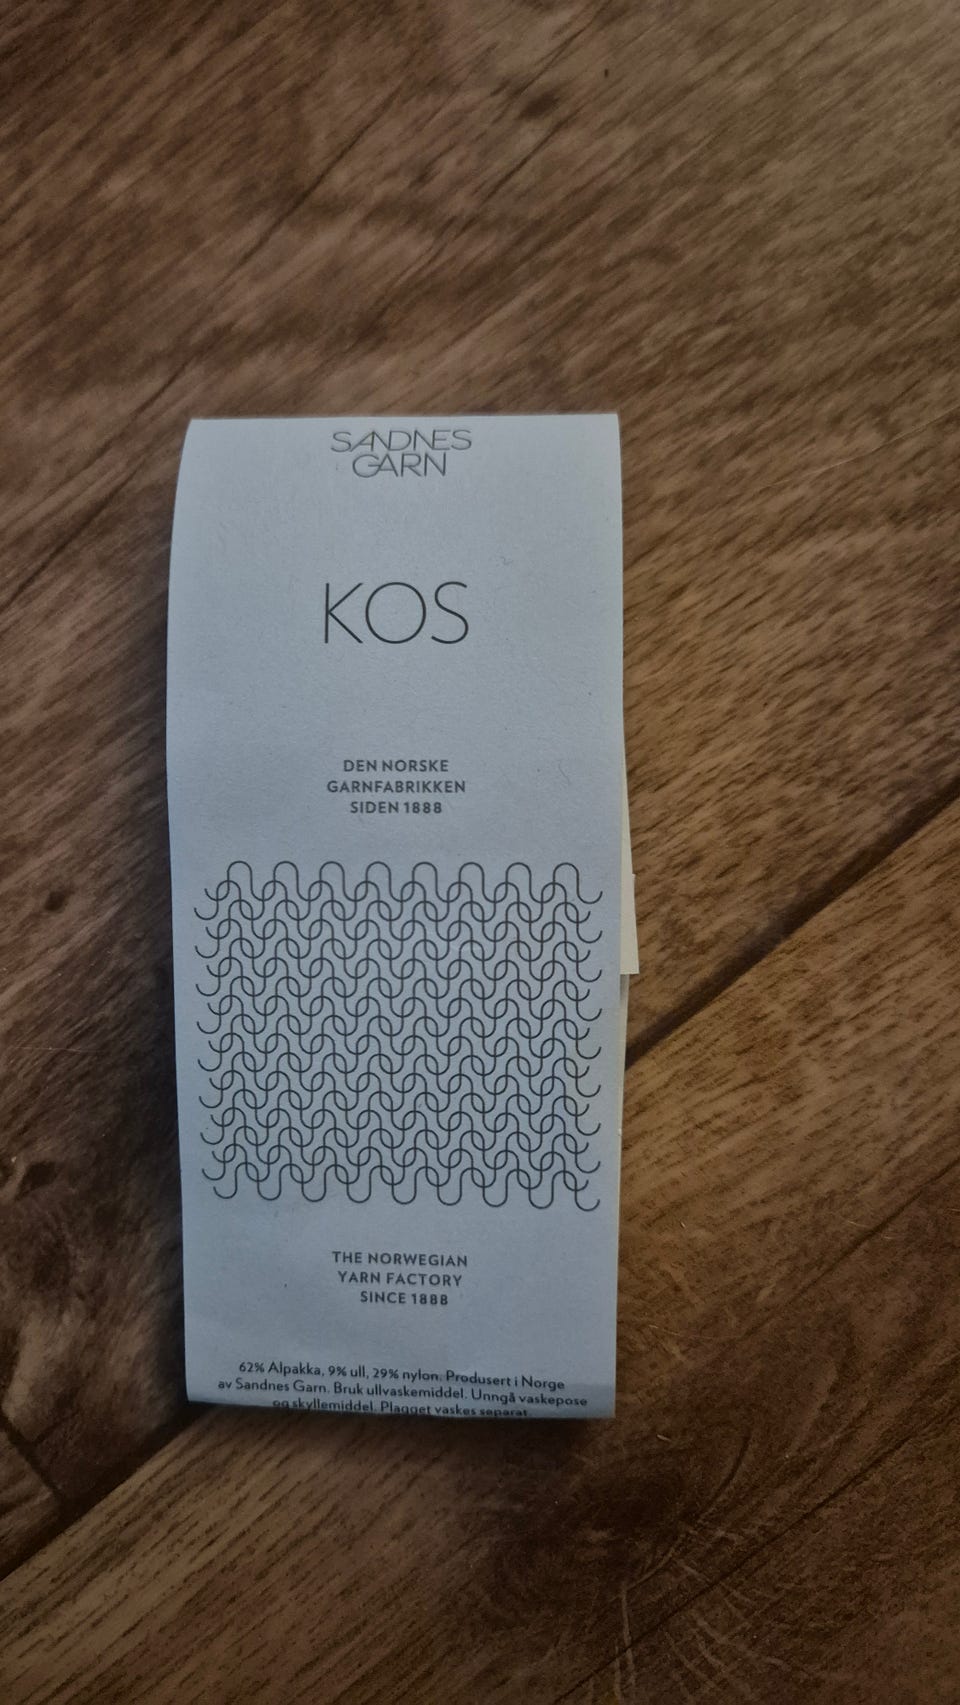 SANDNES
GARN
KOS
DEN NORSKE
GARNFABRIKKEN
SIDEN 1888
THE NORWEGIAN
YARN FACTORY
SINCE 1888
62% Alpakka, 9% ull, 29% nylon. Produsert i Norge
av Sandnes Garn. Bruk ullvaskemiddel. Unngå vaskepose
og skyllemiddel. Plagget vaskes separat.